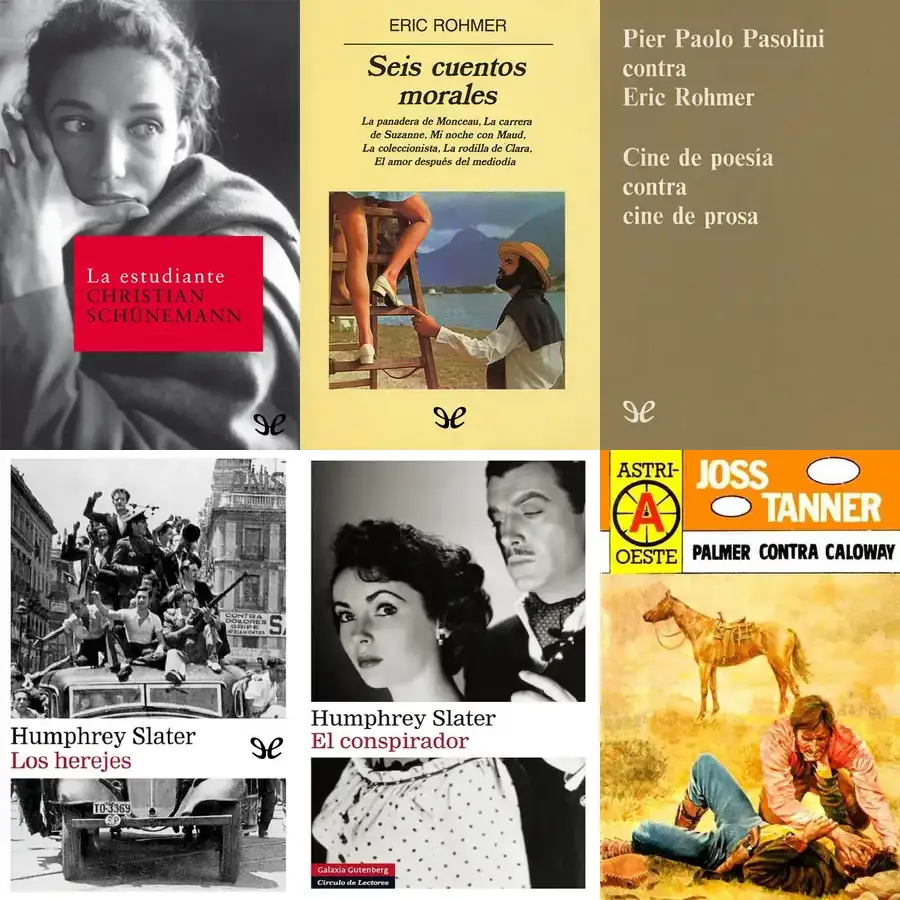 La estudiante
CHRISTIAN
SCHÜNEMANN
ERIC ROHMER
Seis cuentos
morales
La panadera de Monceau, La carrera
de Suzanne, Mi noche con Maud,
La coleccionista, La rodilla de Clara,
El amor después del mediodía
Pier Paolo Pasolini
contra
Eric Rohmer
Cine de poesía
contra
cine de prosa
CONTRA
DOLORES
GRIPE
Humphrey Slater
Los herejes
TO-3369
SP
Humphrey Slater
El conspirador
Galaxia Gutenberg
Círculo de Lectores
ASTRI-
A
OESTE
JOSS
TANNER
PALMER CONTRA CALOWAY